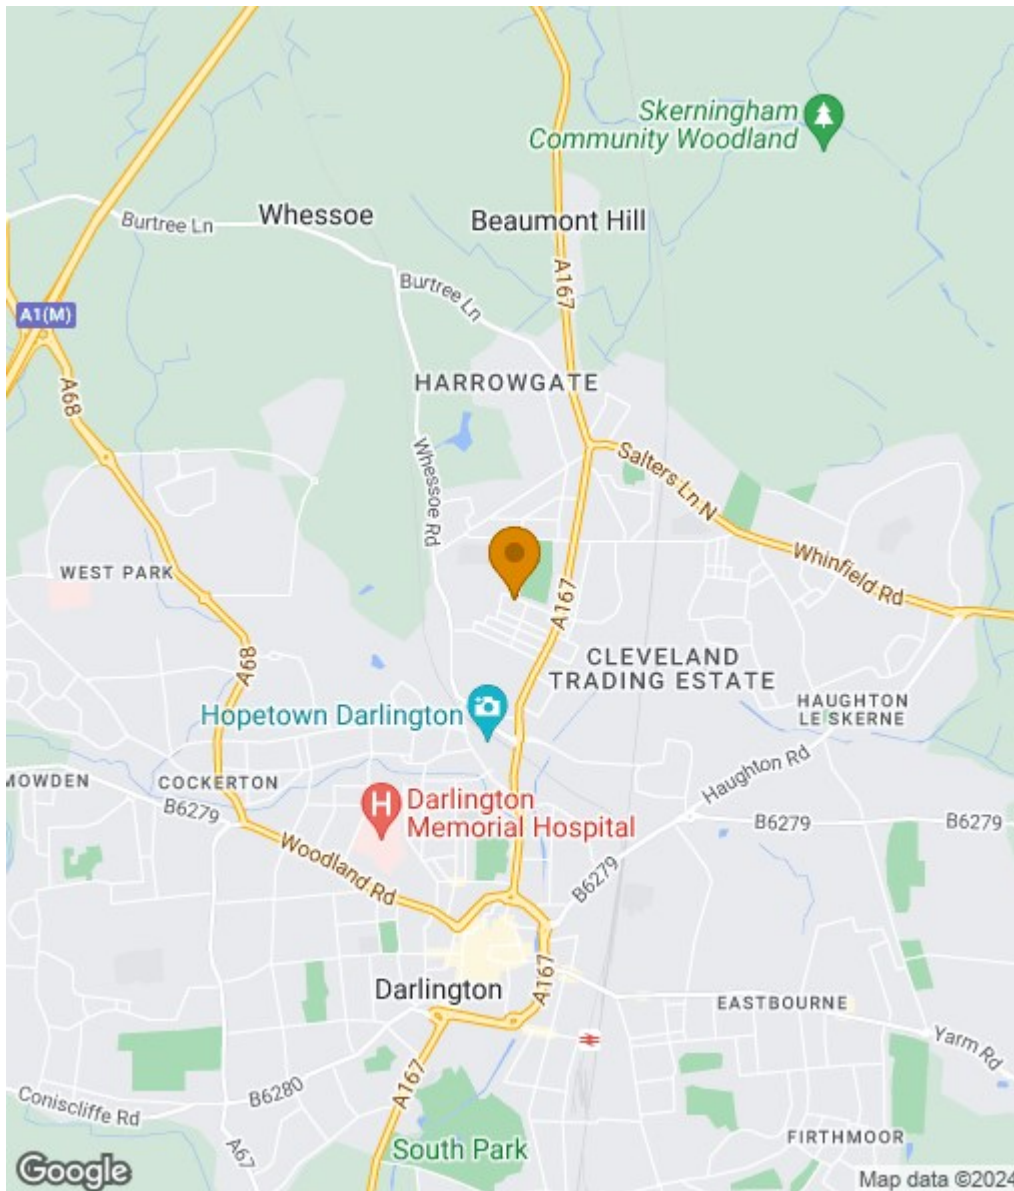 Skerningham
Community Woodland
Whessoe
Beaumont Hill
Burtree Ln
Burtree Ln
A167
A1(M)
HARROWGATE
A68
Whessoe Rd
Salters Ln N
Whinfield Rd
WEST PARK
A167
A68
CLEVELAND
TRADING ESTATE
HAUGHTON
LE SKERNE
Hopetown Darlington
Haughton Rd
MOWDEN
COCKERTON
B6279
H
Darlington
Memorial Hospital
B6279
B6279
Woodland Rd
B6279
A167
Darlington
EASTBOURNE
Yarm Rd
A167
B6280
Coniscliffe Rd
A67
South Park
FIRTHMOOR
Google
Map data ©2024